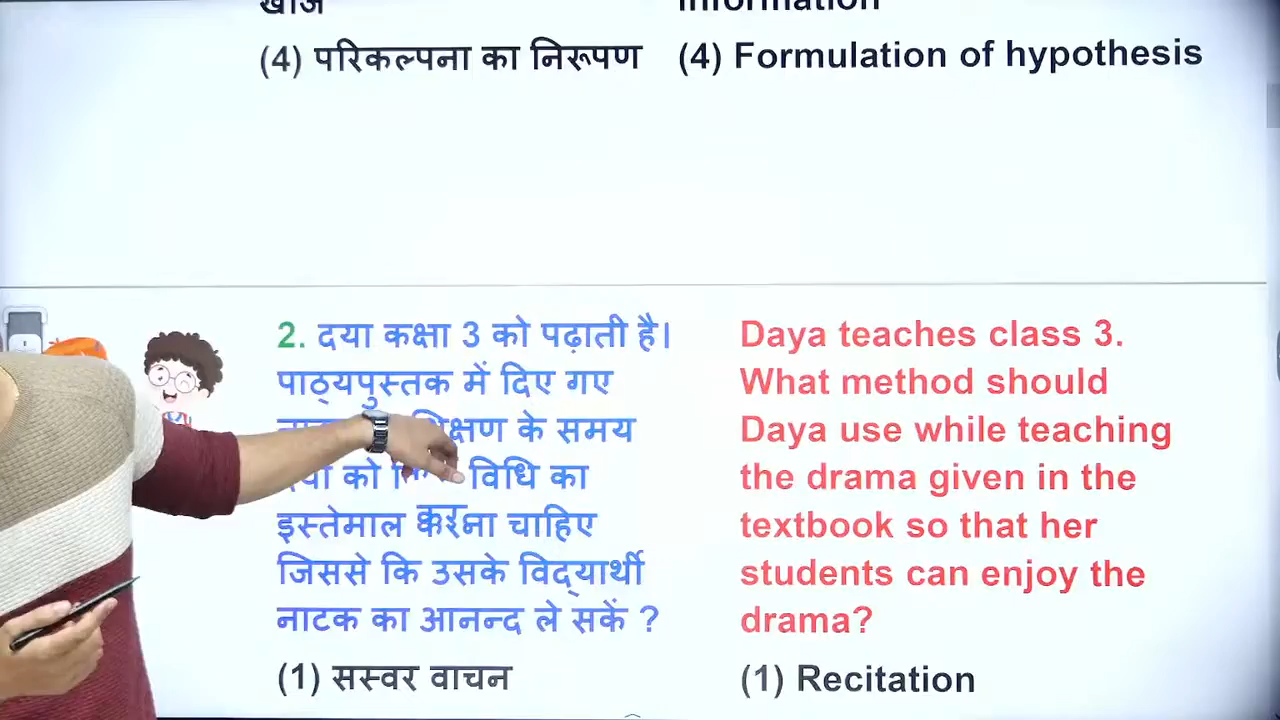 (4) परिकल्पना का निरूपण
(4) Formulation of hypothesis
2. दया कक्षा 3 को पढ़ाती है।
पाठ्यपुस्तक में दिए गए
के समय
को विधि का
इस्तेमाल करना चाहिए
जिससे कि उसके विद्यार्थी
नाटक का आनन्द ले सकें ?
(1) सस्वर वाचन
Daya teaches class 3.
What method should
Daya use while teaching
the drama given in the
textbook so that her
students can enjoy the
drama?
(1) Recitation